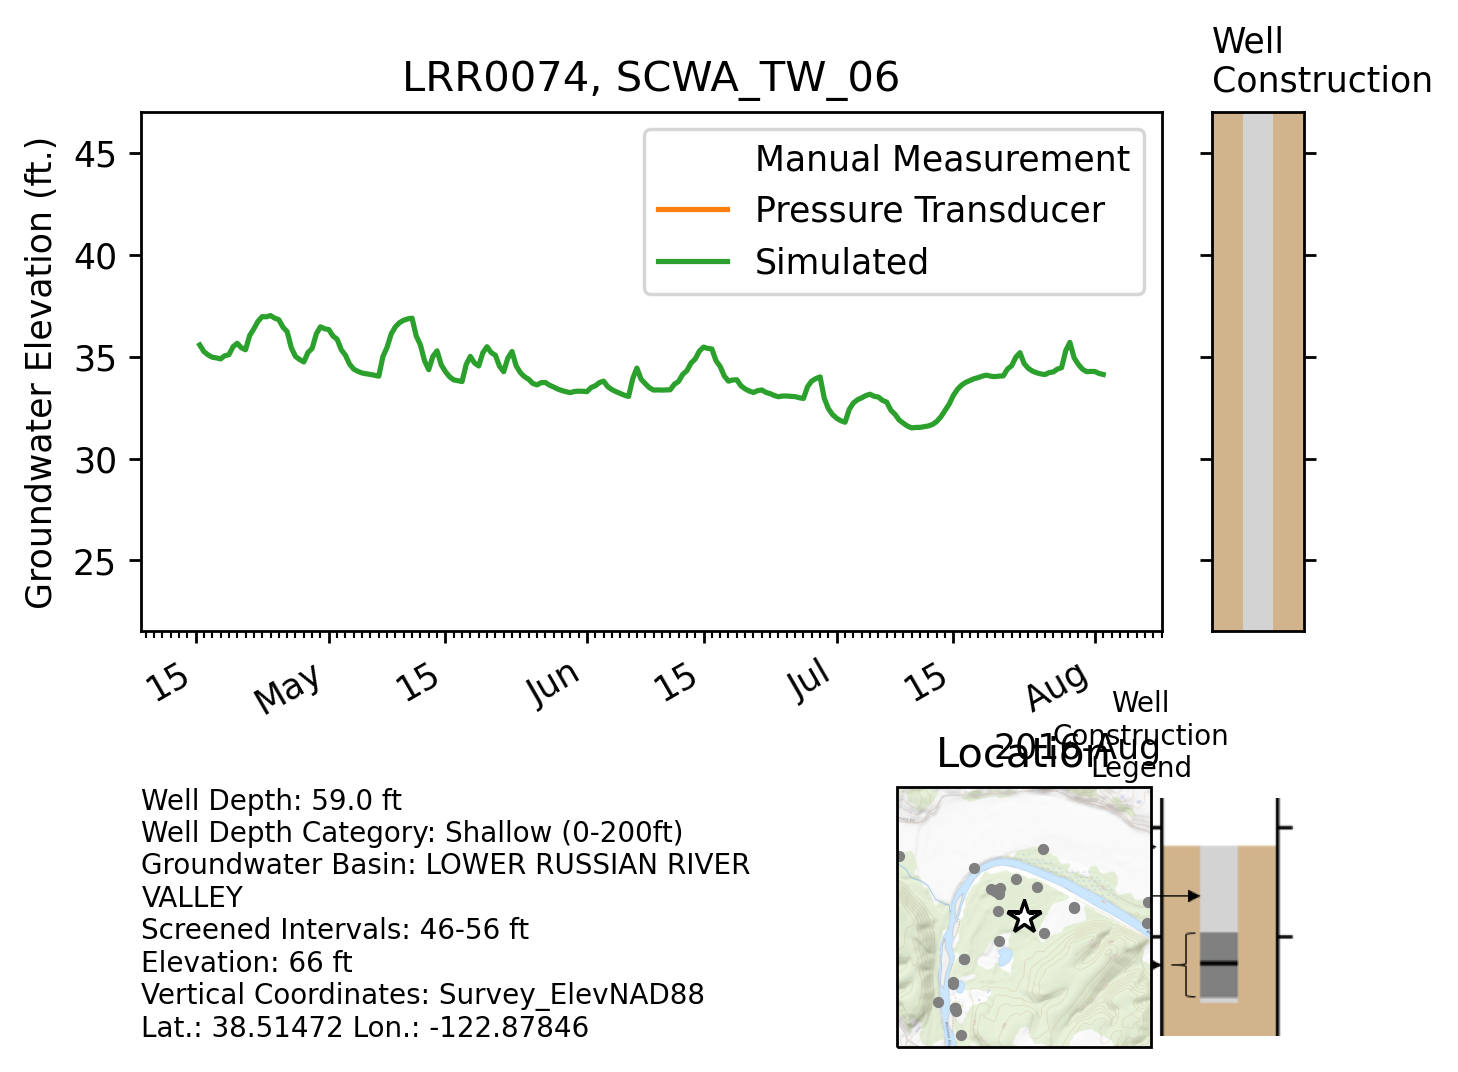 Well
Construction
LRR0074, SCWA_TW_06
Groundwater Elevation (ft.)
45
40
35
30
25
Manual Measurement
Pressure Transducer
Simulated
15
May
15
Jun
15
Jul
15
Aug
2016-Aug
Location
Well
Construction
Legend
Well Depth: 59.0 ft
Well Depth Category: Shallow (0-200ft)
Groundwater Basin: LOWER RUSSIAN RIVER
VALLEY
Screened Intervals: 46-56 ft
Elevation: 66 ft
Vertical Coordinates: Survey_ElevNAD88
Lat.: 38.51472 Lon.: -122.87846